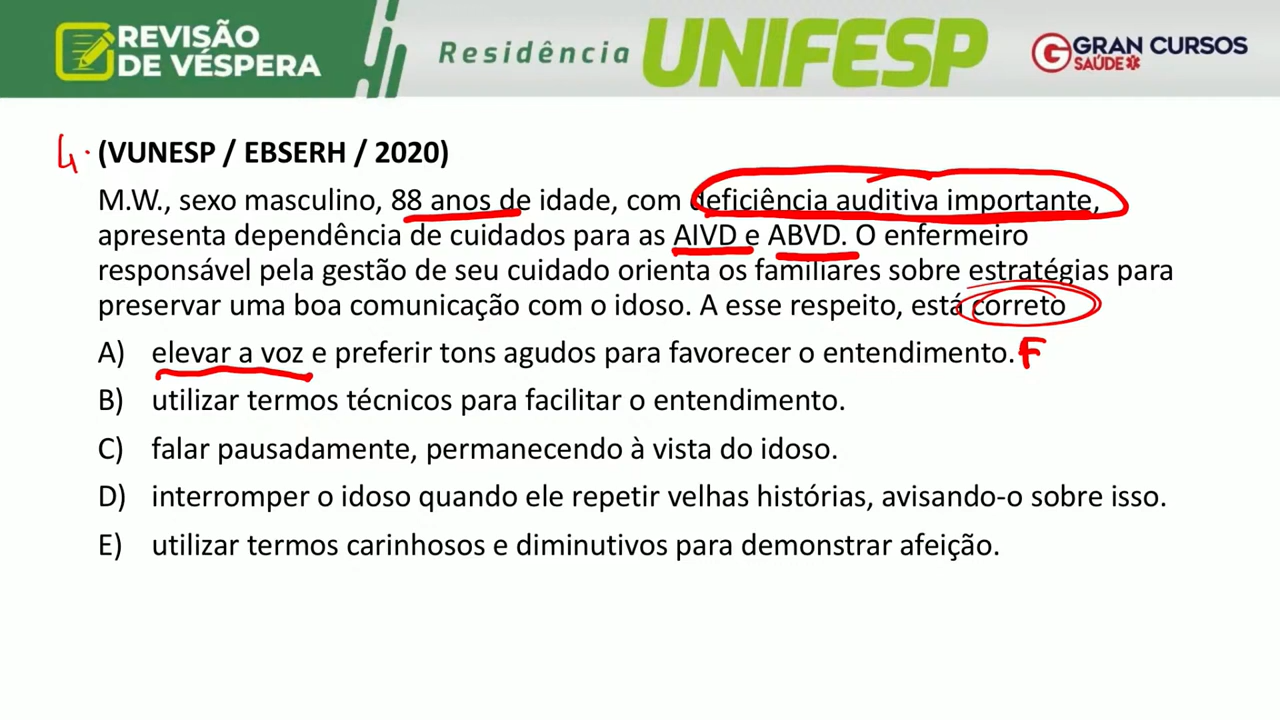 REVISÃO
DE VÉSPERA
Residência UNIFESP
GRAN CURSOS
SAÚDE
4. (VUNESP / EBSERH / 2020)
M.W., sexo masculino, 88 anos de idade, com deficiência auditiva importante,
apresenta dependência de cuidados para as AIVD e ABVD. O enfermeiro
responsável pela gestão de seu cuidado orienta os familiares sobre estratégias para
preservar uma boa comunicação com o idoso. A esse respeito, está correto
A) elevar a voz e preferir tons agudos para favorecer o entendimento. F
B) utilizar termos técnicos para facilitar o entendimento.
C) falar pausadamente, permanecendo à vista do idoso.
D) interromper o idoso quando ele repetir velhas histórias, avisando-o sobre isso.
E) utilizar termos carinhosos e diminutivos para demonstrar afeição.